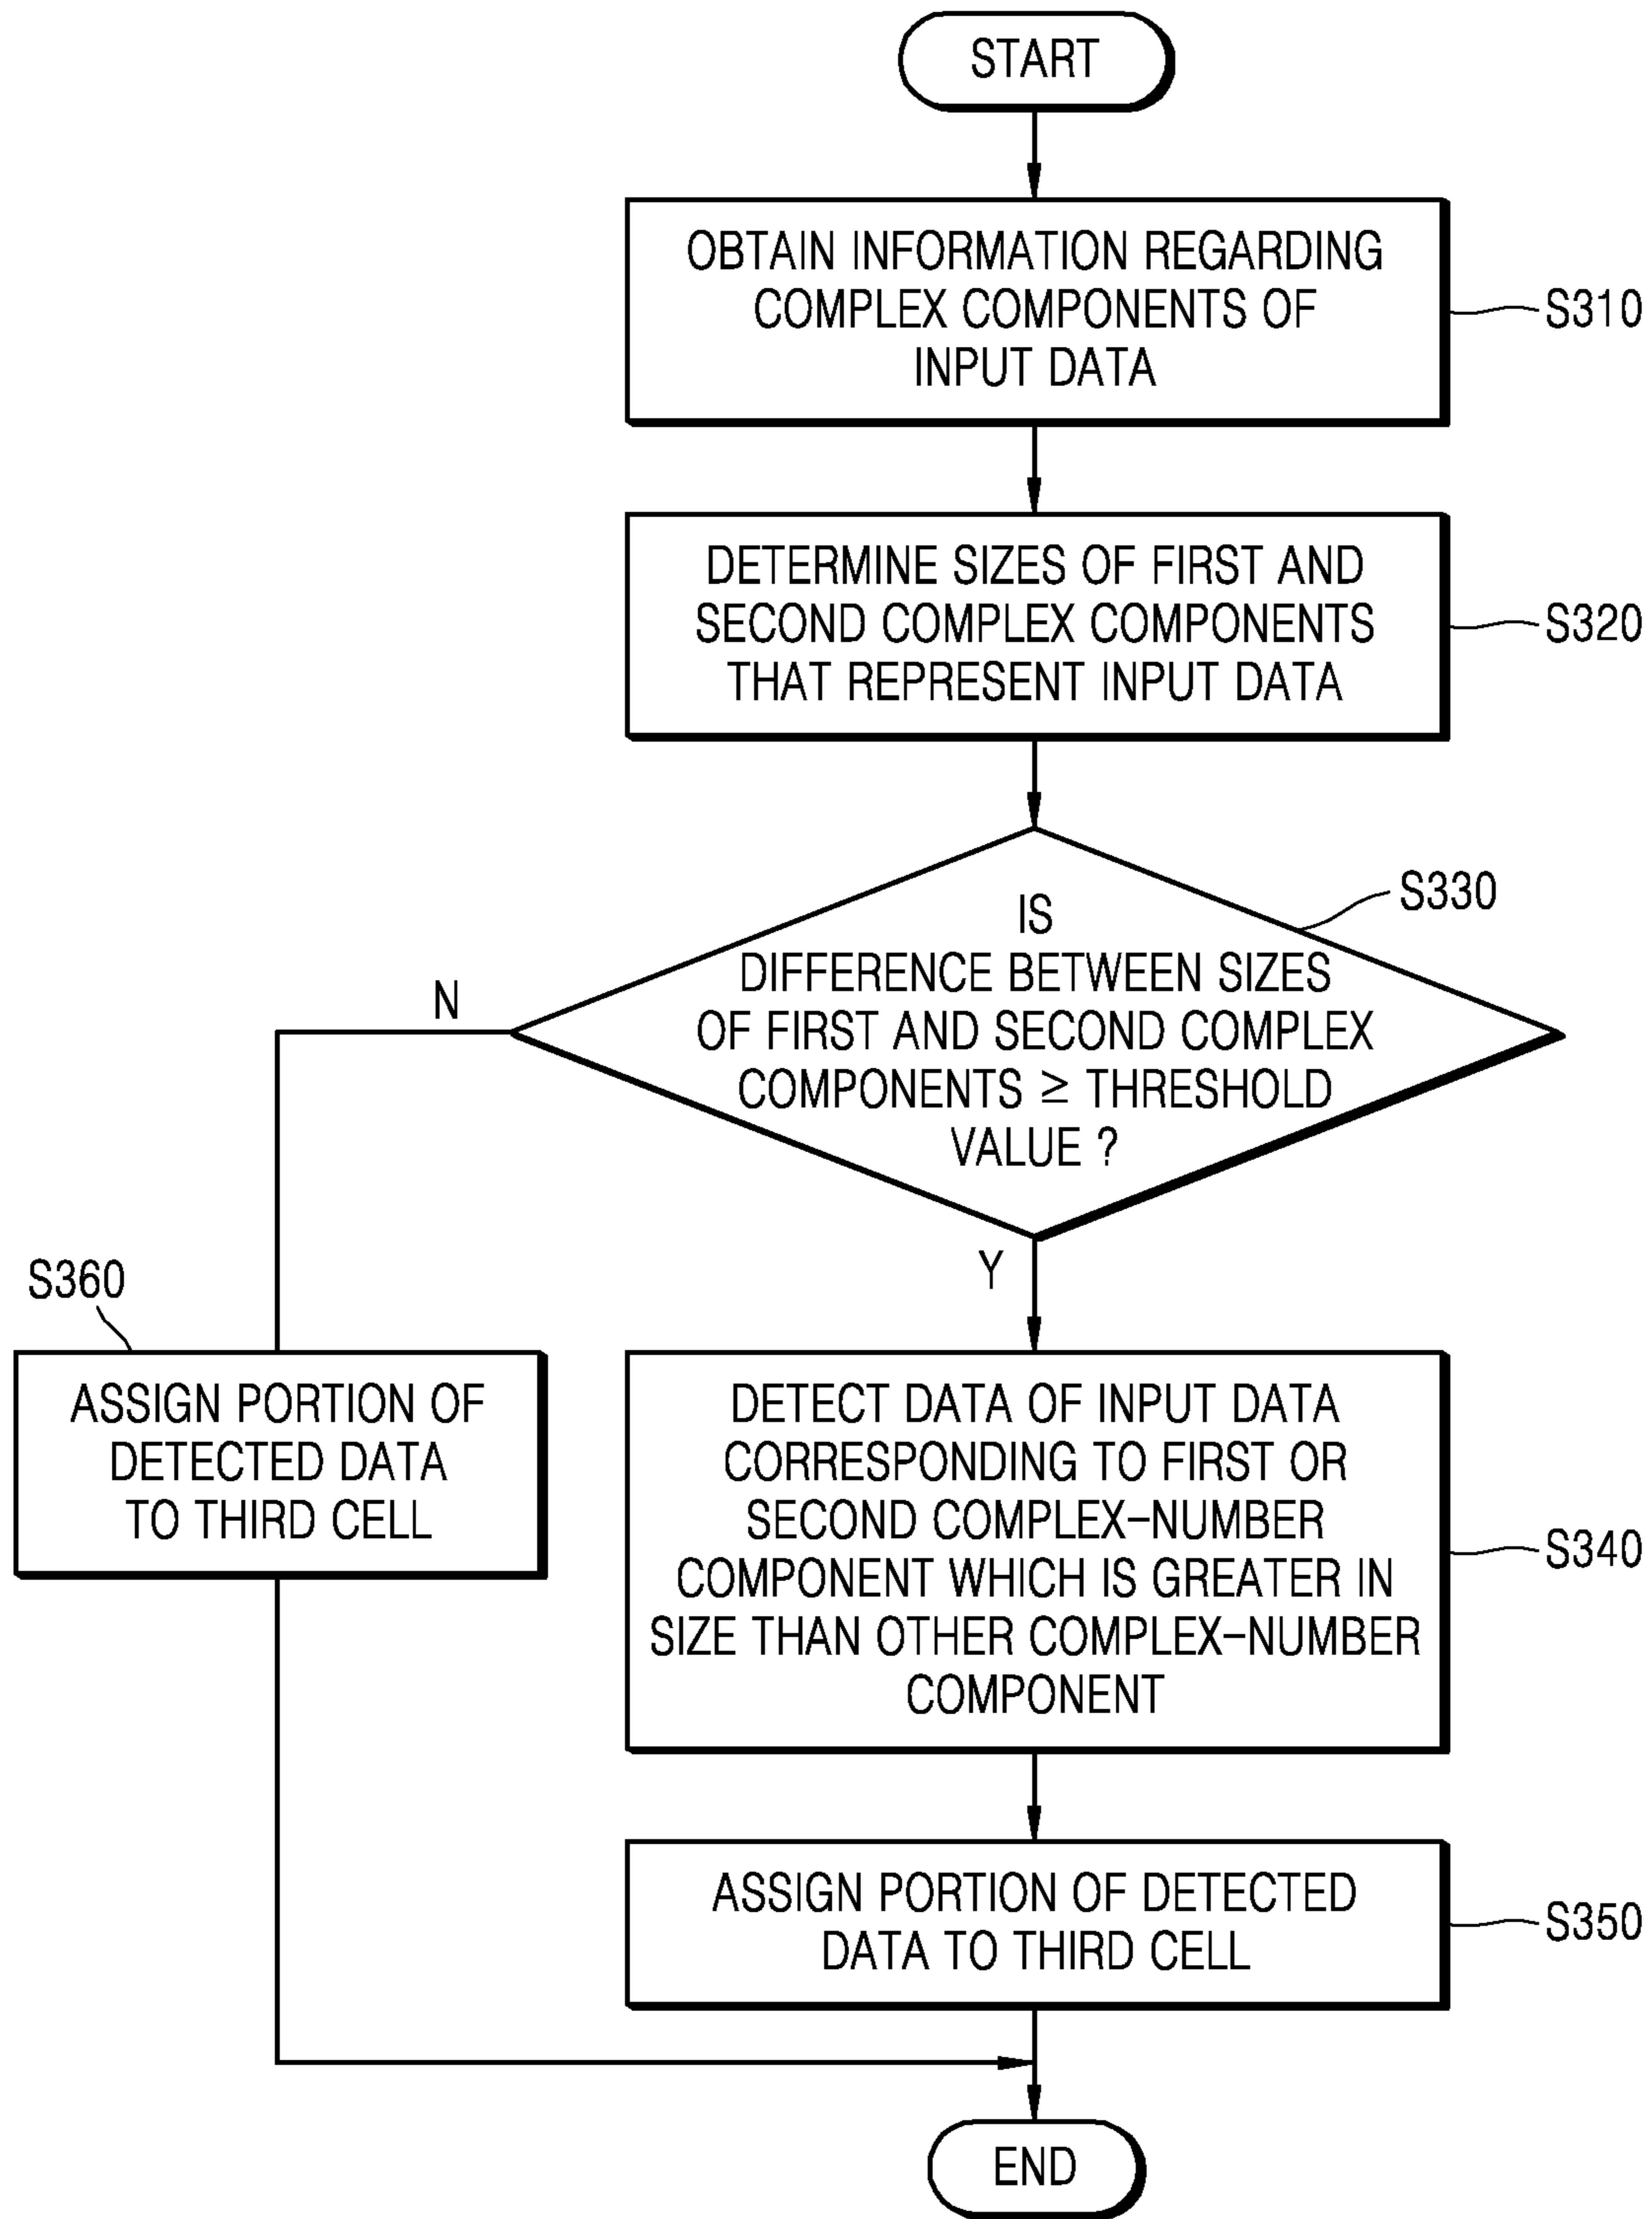 START
OBTAIN INFORMATION REGARDING
COMPLEX COMPONENTS OF
INPUT DATA
S310
DETERMINE SIZES OF FIRST AND
SECOND COMPLEX COMPONENTS
THAT REPRESENT INPUT DATA
S320
IS
DIFFERENCE BETWEEN SIZES
OF FIRST AND SECOND COMPLEX
COMPONENTS ≥ THRESHOLD
VALUE ?
S330
N
Y
S360
ASSIGN PORTION OF
DETECTED DATA
TO THIRD CELL
DETECT DATA OF INPUT DATA
CORRESPONDING TO FIRST OR
SECOND COMPLEX-NUMBER
COMPONENT WHICH IS GREATER IN
SIZE THAN OTHER COMPLEX-NUMBER
COMPONENT
S340
ASSIGN PORTION OF DETECTED
DATA TO THIRD CELL
S350
END